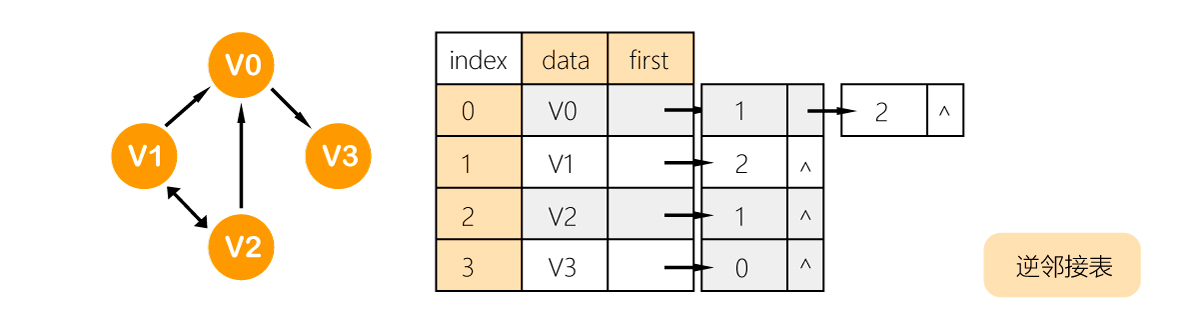 V0
V1
V3
V2
index data first
0 V0 1 2 ^
1 V1 2 ^
2 V2 1 ^
3 V3 0 ^
逆邻接表